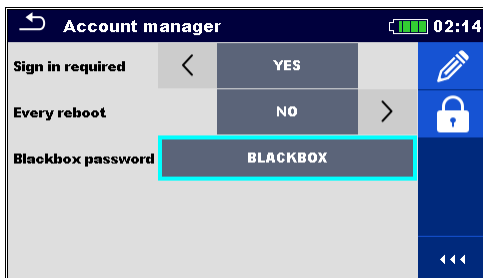 Account manager 02:14
Sign in required YES
Every reboot NO
Blackbox password BLACKBOX